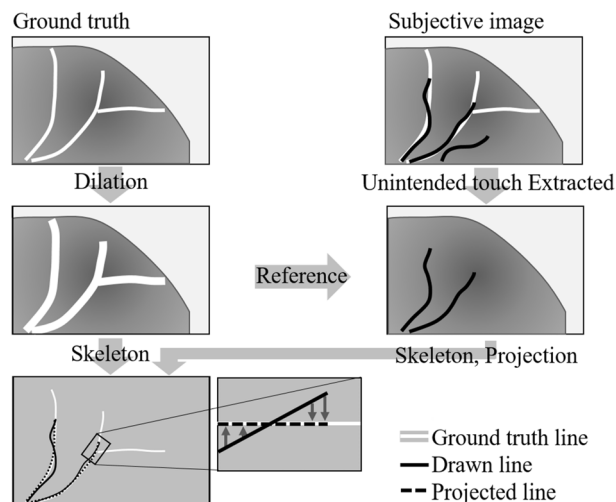 Ground truth
Subjective image
Dilation
Unintended touch Extracted
Reference
Skeleton
Skeleton, Projection
Ground truth line
Drawn line
Projected line